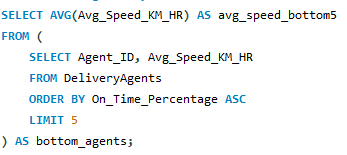 SELECT AVG(Avg_Speed_KM_HR) AS avg_speed_bottom5
FROM (
    SELECT Agent_ID, Avg_Speed_KM_HR
    FROM DeliveryAgents
    ORDER BY On_Time_Percentage ASC
    LIMIT 5
) AS bottom_agents;